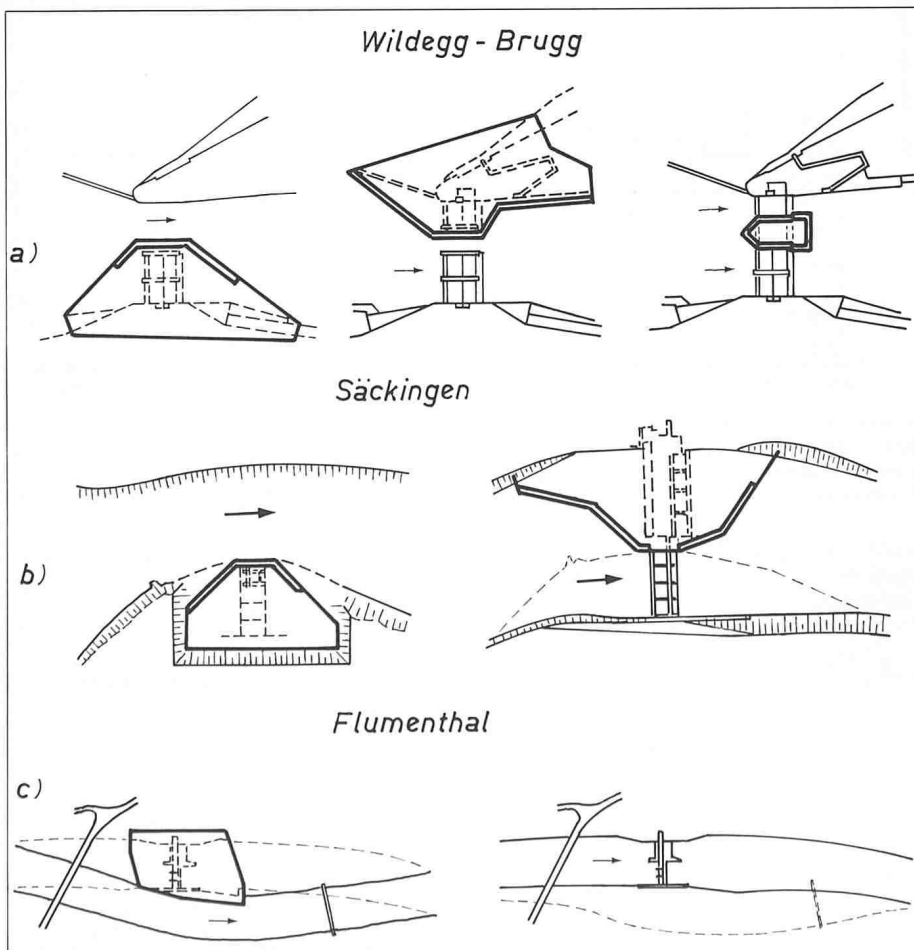 Wildegg - Brugg
a)
Säckingen
b)
Flumenthal
c)